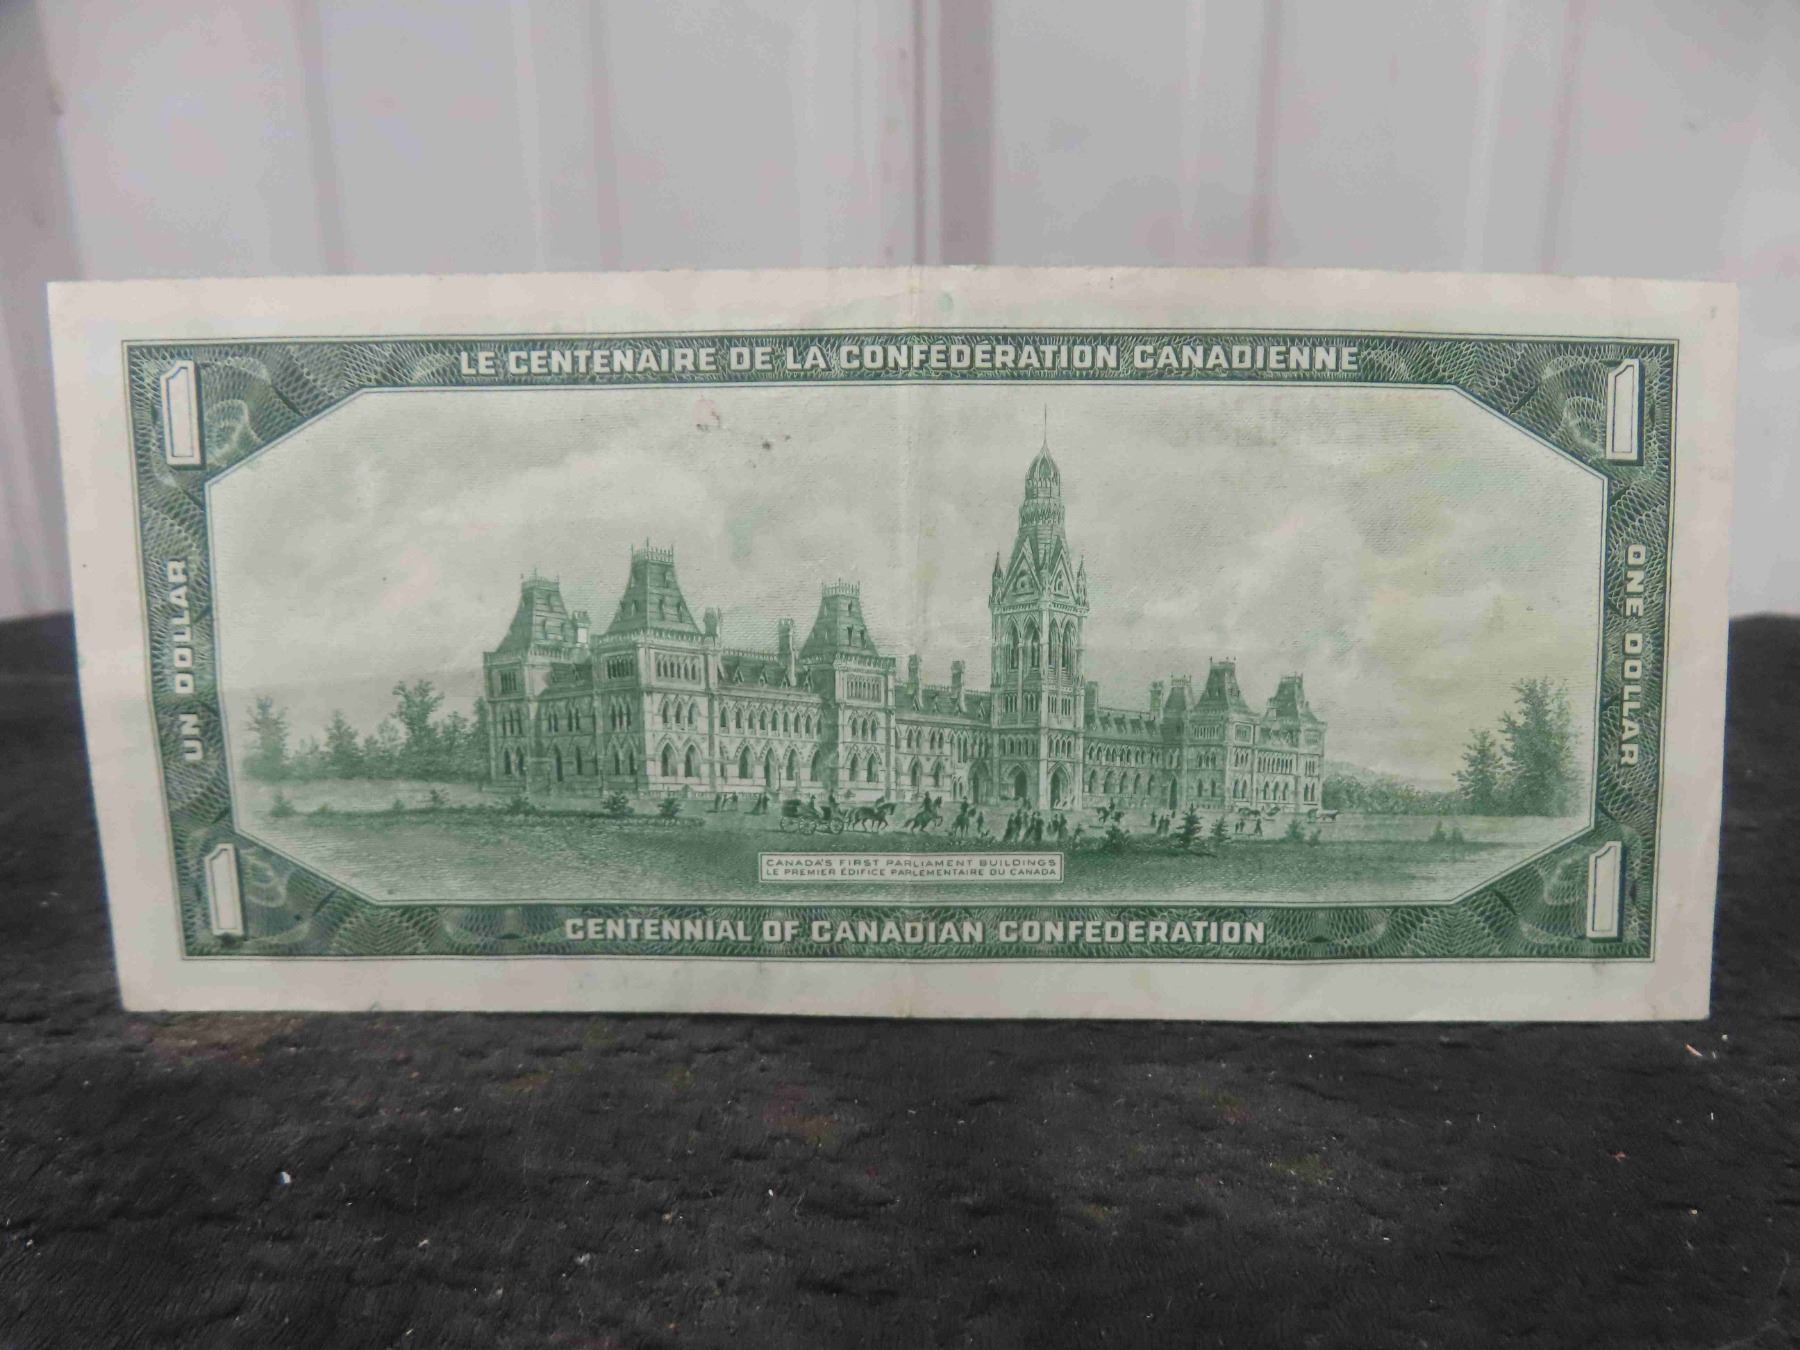 LE CENTENAIRE DE LA CONFÉDÉRATION CANADIENNE
1
1
UN DOLLAR
ONE DOLLAR
CANADA'S FIRST PARLIAMENT BUILDINGS
LE PREMIER ÉDIFICE PARLEMENTAIRE DU CANADA
1
1
CENTENNIAL OF CANADIAN CONFEDERATION